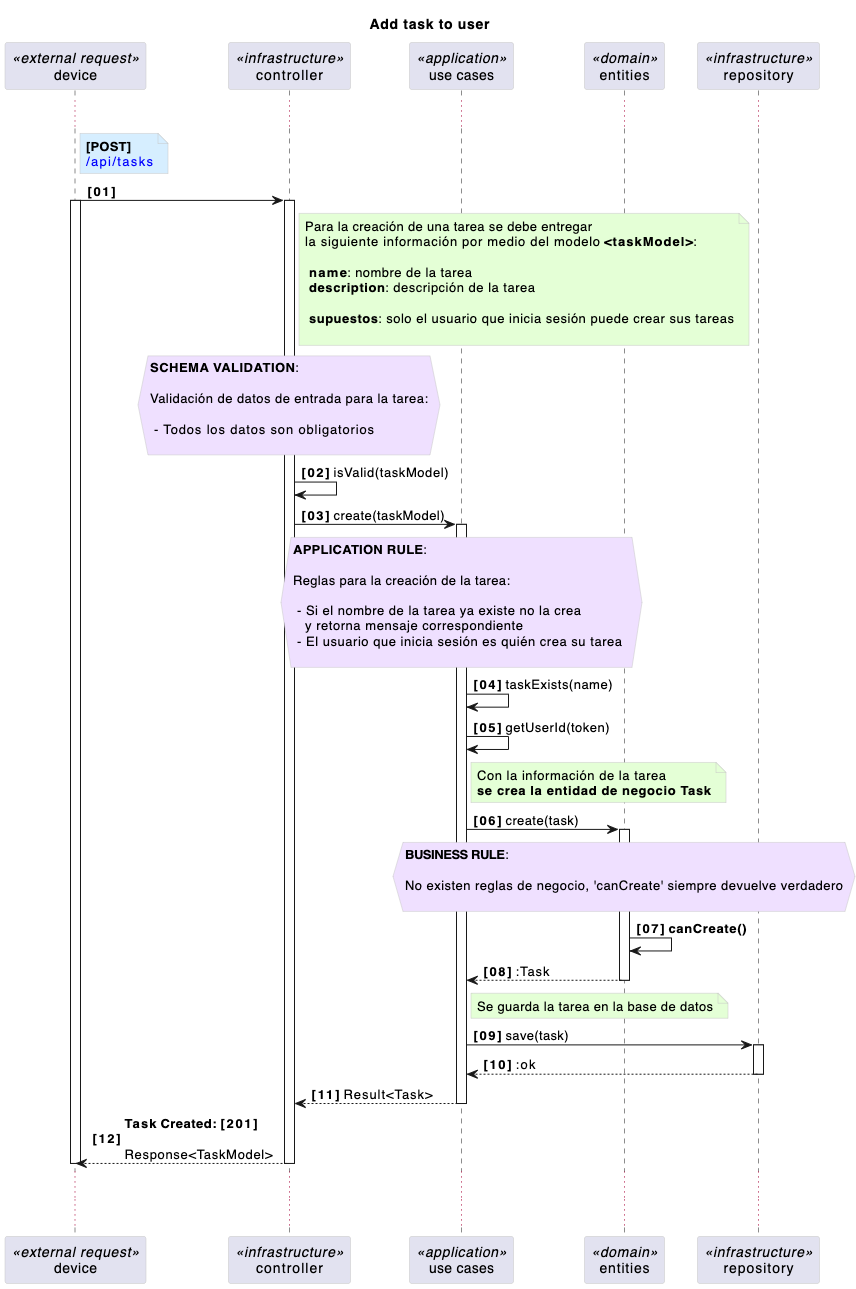 Add task to user
«external request»
device
«infrastructure»
controller
«application»
use cases
«domain»
entities
«infrastructure»
repository
[POST]
/api/tasks
[01]
Para la creación de una tarea se debe entregar
la siguiente información por medio del modelo <taskModel>:
name: nombre de la tarea
description: descripción de la tarea
supuestos: solo el usuario que inicia sesión puede crear sus tareas
SCHEMA VALIDATION:
Validación de datos de entrada para la tarea:
- Todos los datos son obligatorios
[02] isValid(taskModel)
[03] create(taskModel)
APPLICATION RULE:
Reglas para la creación de la tarea:
- Si el nombre de la tarea ya existe no la crea
y retorna mensaje correspondiente
- El usuario que inicia sesión es quién crea su tarea
[04] taskExists(name)
[05] getUserId(token)
Con la información de la tarea
se crea la entidad de negocio Task
[06] create(task)
BUSINESS RULE:
No existen reglas de negocio, 'canCreate' siempre devuelve verdadero
[07] canCreate()
[08] :Task
Se guarda la tarea en la base de datos
[09] save(task)
[10] :ok
[11] Result<Task>
Task Created: [201]
[12]
Response<TaskModel>
«external request»
device
«infrastructure»
controller
«application»
use cases
«domain»
entities
«infrastructure»
repository